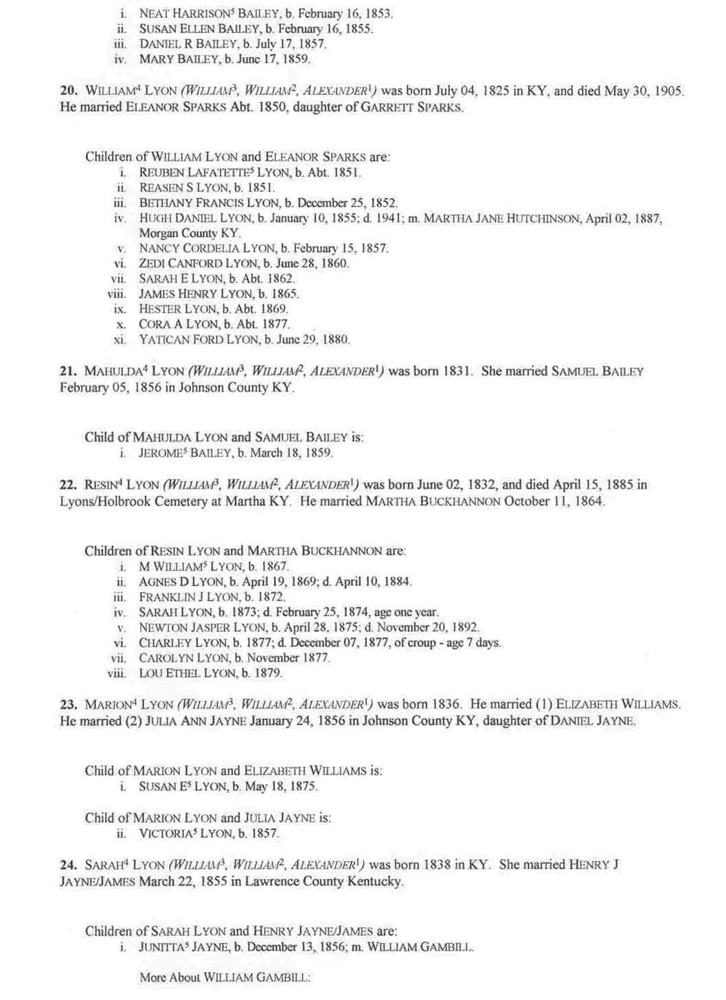 i. NEAT HARRISON⁵ BAILEY, b. February 16, 1853.
ii. SUSAN ELLEN BAILEY, b. February 16, 1855.
iii. DANIEL R BAILEY, b. July 17, 1857.
iv. MARY BAILEY, b. June 17, 1859.
20. WILLIAM⁴ LYON (WILLIAM³, WILLIAM², ALEXANDER¹) was born July 04, 1825 in KY, and died May 30, 1905.
He married ELEANOR SPARKS Abt. 1850, daughter of GARRETT SPARKS.
Children of WILLIAM LYON and ELEANOR SPARKS are:
i. REUBEN LAFATETTE⁵ LYON, b. Abt. 1851.
ii. REASEN S LYON, b. 1851.
iii. BETHANY FRANCIS LYON, b. December 25, 1852.
iv. HUGH DANIEL LYON, b. January 10, 1855; d. 1941; m. MARTHA JANE HUTCHINSON, April 02, 1887,
Morgan County KY.
v. NANCY CORDELIA LYON, b. February 15, 1857.
vi. ZEDI CANFORD LYON, b. June 28, 1860.
vii. SARAH E LYON, b. Abt. 1862.
viii. JAMES HENRY LYON, b. 1865.
ix. HESTER LYON, b. Abt. 1869.
x. CORA A LYON, b. Abt. 1877.
xi. YATICAN FORD LYON, b. June 29, 1880.
21. MAHULDA⁴ LYON (WILLIAM³, WILLIAM², ALEXANDER¹) was born 1831. She married SAMUEL BAILEY
February 05, 1856 in Johnson County KY.
Child of MAHULDA LYON and SAMUEL BAILEY is:
i. JEROME⁵ BAILEY, b. March 18, 1859.
22. RESIN⁴ LYON (WILLIAM³, WILLIAM², ALEXANDER¹) was born June 02, 1832, and died April 15, 1885 in
Lyons/Holbrook Cemetery at Martha KY. He married MARTHA BUCKHANNON October 11, 1864.
Children of RESIN LYON and MARTHA BUCKHANNON are:
i. M WILLIAM⁵ LYON, b. 1867.
ii. AGNES D LYON, b. April 19, 1869; d. April 10, 1884.
iii. FRANKLIN J LYON, b. 1872.
iv. SARAH LYON, b. 1873; d. February 25, 1874, age one year.
v. NEWTON JASPER LYON, b. April 28, 1875; d. November 20, 1892.
vi. CHARLEY LYON, b. 1877; d. December 07, 1877, of croup - age 7 days.
vii. CAROLYN LYON, b. November 1877.
viii. LOU ETHEL LYON, b. 1879.
23. MARION⁴ LYON (WILLIAM³, WILLIAM², ALEXANDER¹) was born 1836. He married (1) ELIZABETH WILLIAMS.
He married (2) JULIA ANN JAYNE January 24, 1856 in Johnson County KY, daughter of DANIEL JAYNE.
Child of MARION LYON and ELIZABETH WILLIAMS is:
i. SUSAN E⁵ LYON, b. May 18, 1875.
Child of MARION LYON and JULIA JAYNE is:
ii. VICTORIA⁵ LYON, b. 1857.
24. SARAH⁴ LYON (WILLIAM³, WILLIAM², ALEXANDER¹) was born 1838 in KY. She married HENRY J
JAYNE/JAMES March 22, 1855 in Lawrence County Kentucky.
Children of SARAH LYON and HENRY JAYNE/JAMES are:
i. JUNITTA⁵ JAYNE, b. December 13, 1856; m. WILLIAM GAMBILL.
More About WILLIAM GAMBILL: